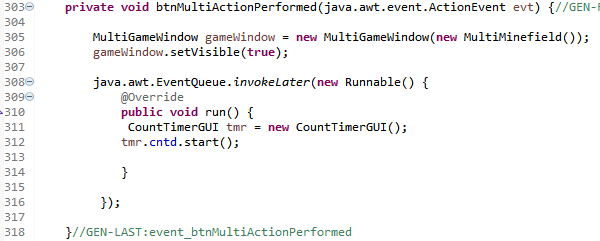 303 private void btnMultiActionPerformed(java.awt.event.ActionEvent evt) {//GEN-F
304
305 MultiGameWindow gameWindow = new MultiGameWindow(new MultiMinefield());
306 gameWindow.setVisible(true);
307
308 java.awt.EventQueue.invokeLater(new Runnable() {
309 @Override
310 public void run() {
311 CountTimerGUI tmr = new CountTimerGUI();
312 tmr.cntd.start();
313
314 }
315
316 });
317
318 }//GEN-LAST:event_btnMultiActionPerformed